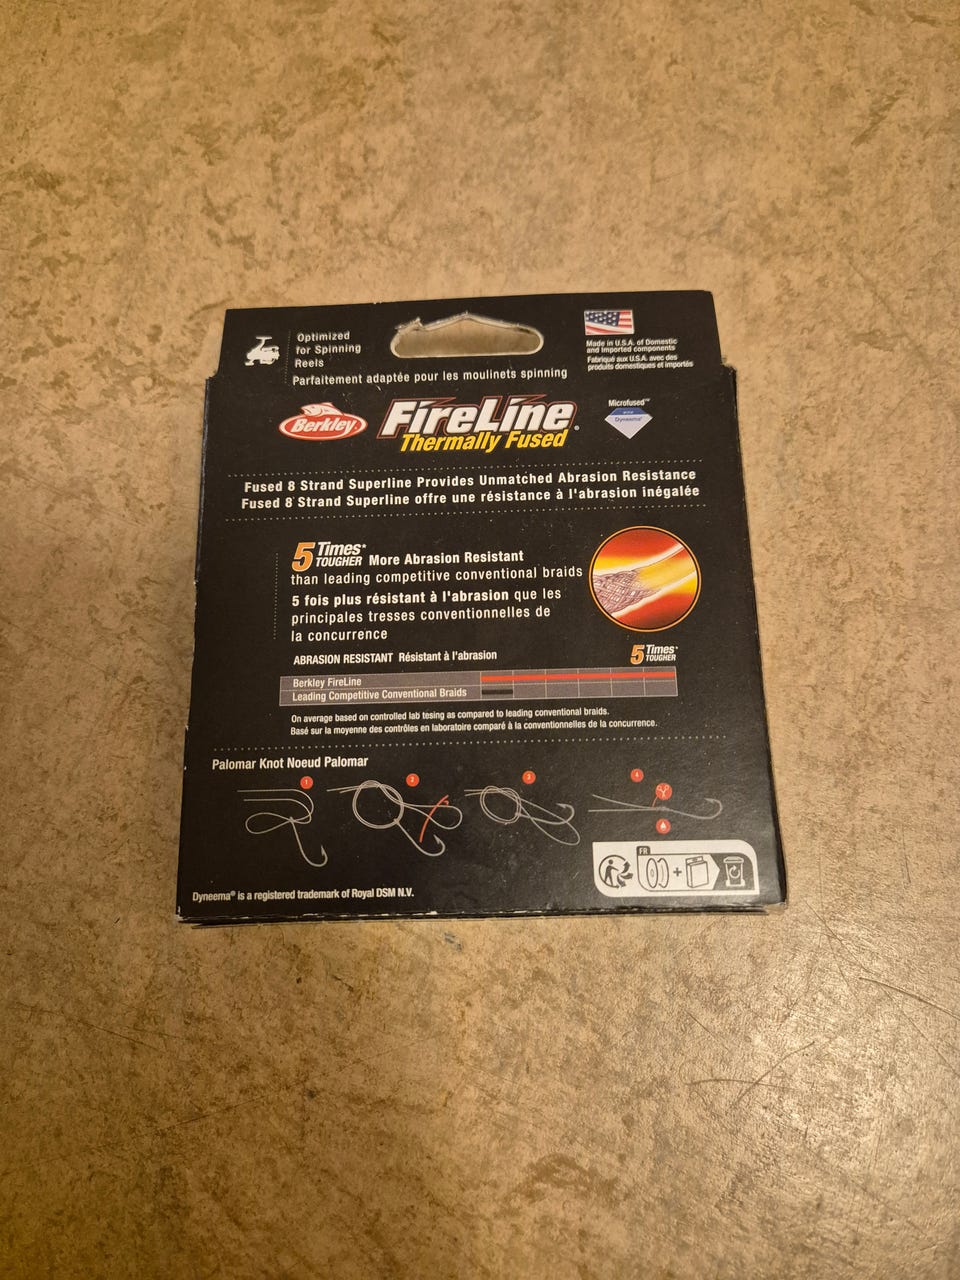 Optimized
for Spinning
Reels
Parfaitement adaptée pour les moulinets spinning
Made in U.S.A. of Domestic
and Imported components
Fabriqué aux U.S.A. avec des
produits domestiques et importés
Berkley
FireLine®
Thermally Fused
Microfused™
Dyneema®
Fused 8 Strand Superline Provides Unmatched Abrasion Resistance
Fused 8 Strand Superline offre une résistance à l'abrasion inégalée
5 Times* TOUGHER More Abrasion Resistant
than leading competitive conventional braids
5 fois plus résistant à l'abrasion que les
principales tresses conventionnelles de
la concurrence
ABRASION RESISTANT Résistant à l'abrasion
5 Times* TOUGHER
Berkley FireLine
Leading Competitive Conventional Braids
On average based on controlled lab tesing as compared to leading conventional braids.
Basé sur la moyenne des contrôles en laboratoire comparé à la conventionnelles de la concurrence.
Palomar Knot Noeud Palomar
1
2
3
4
FR
+
Dyneema® is a registered trademark of Royal DSM N.V.